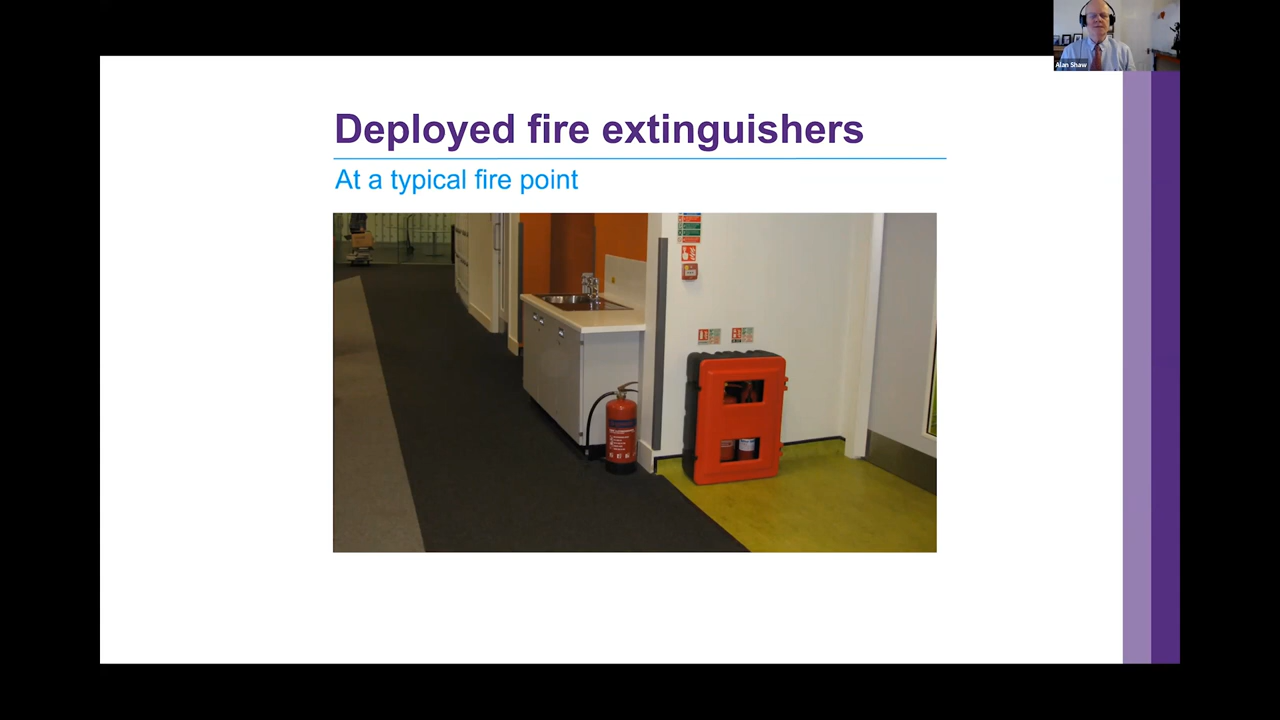 Alan Shaw
Deployed fire extinguishers
At a typical fire point